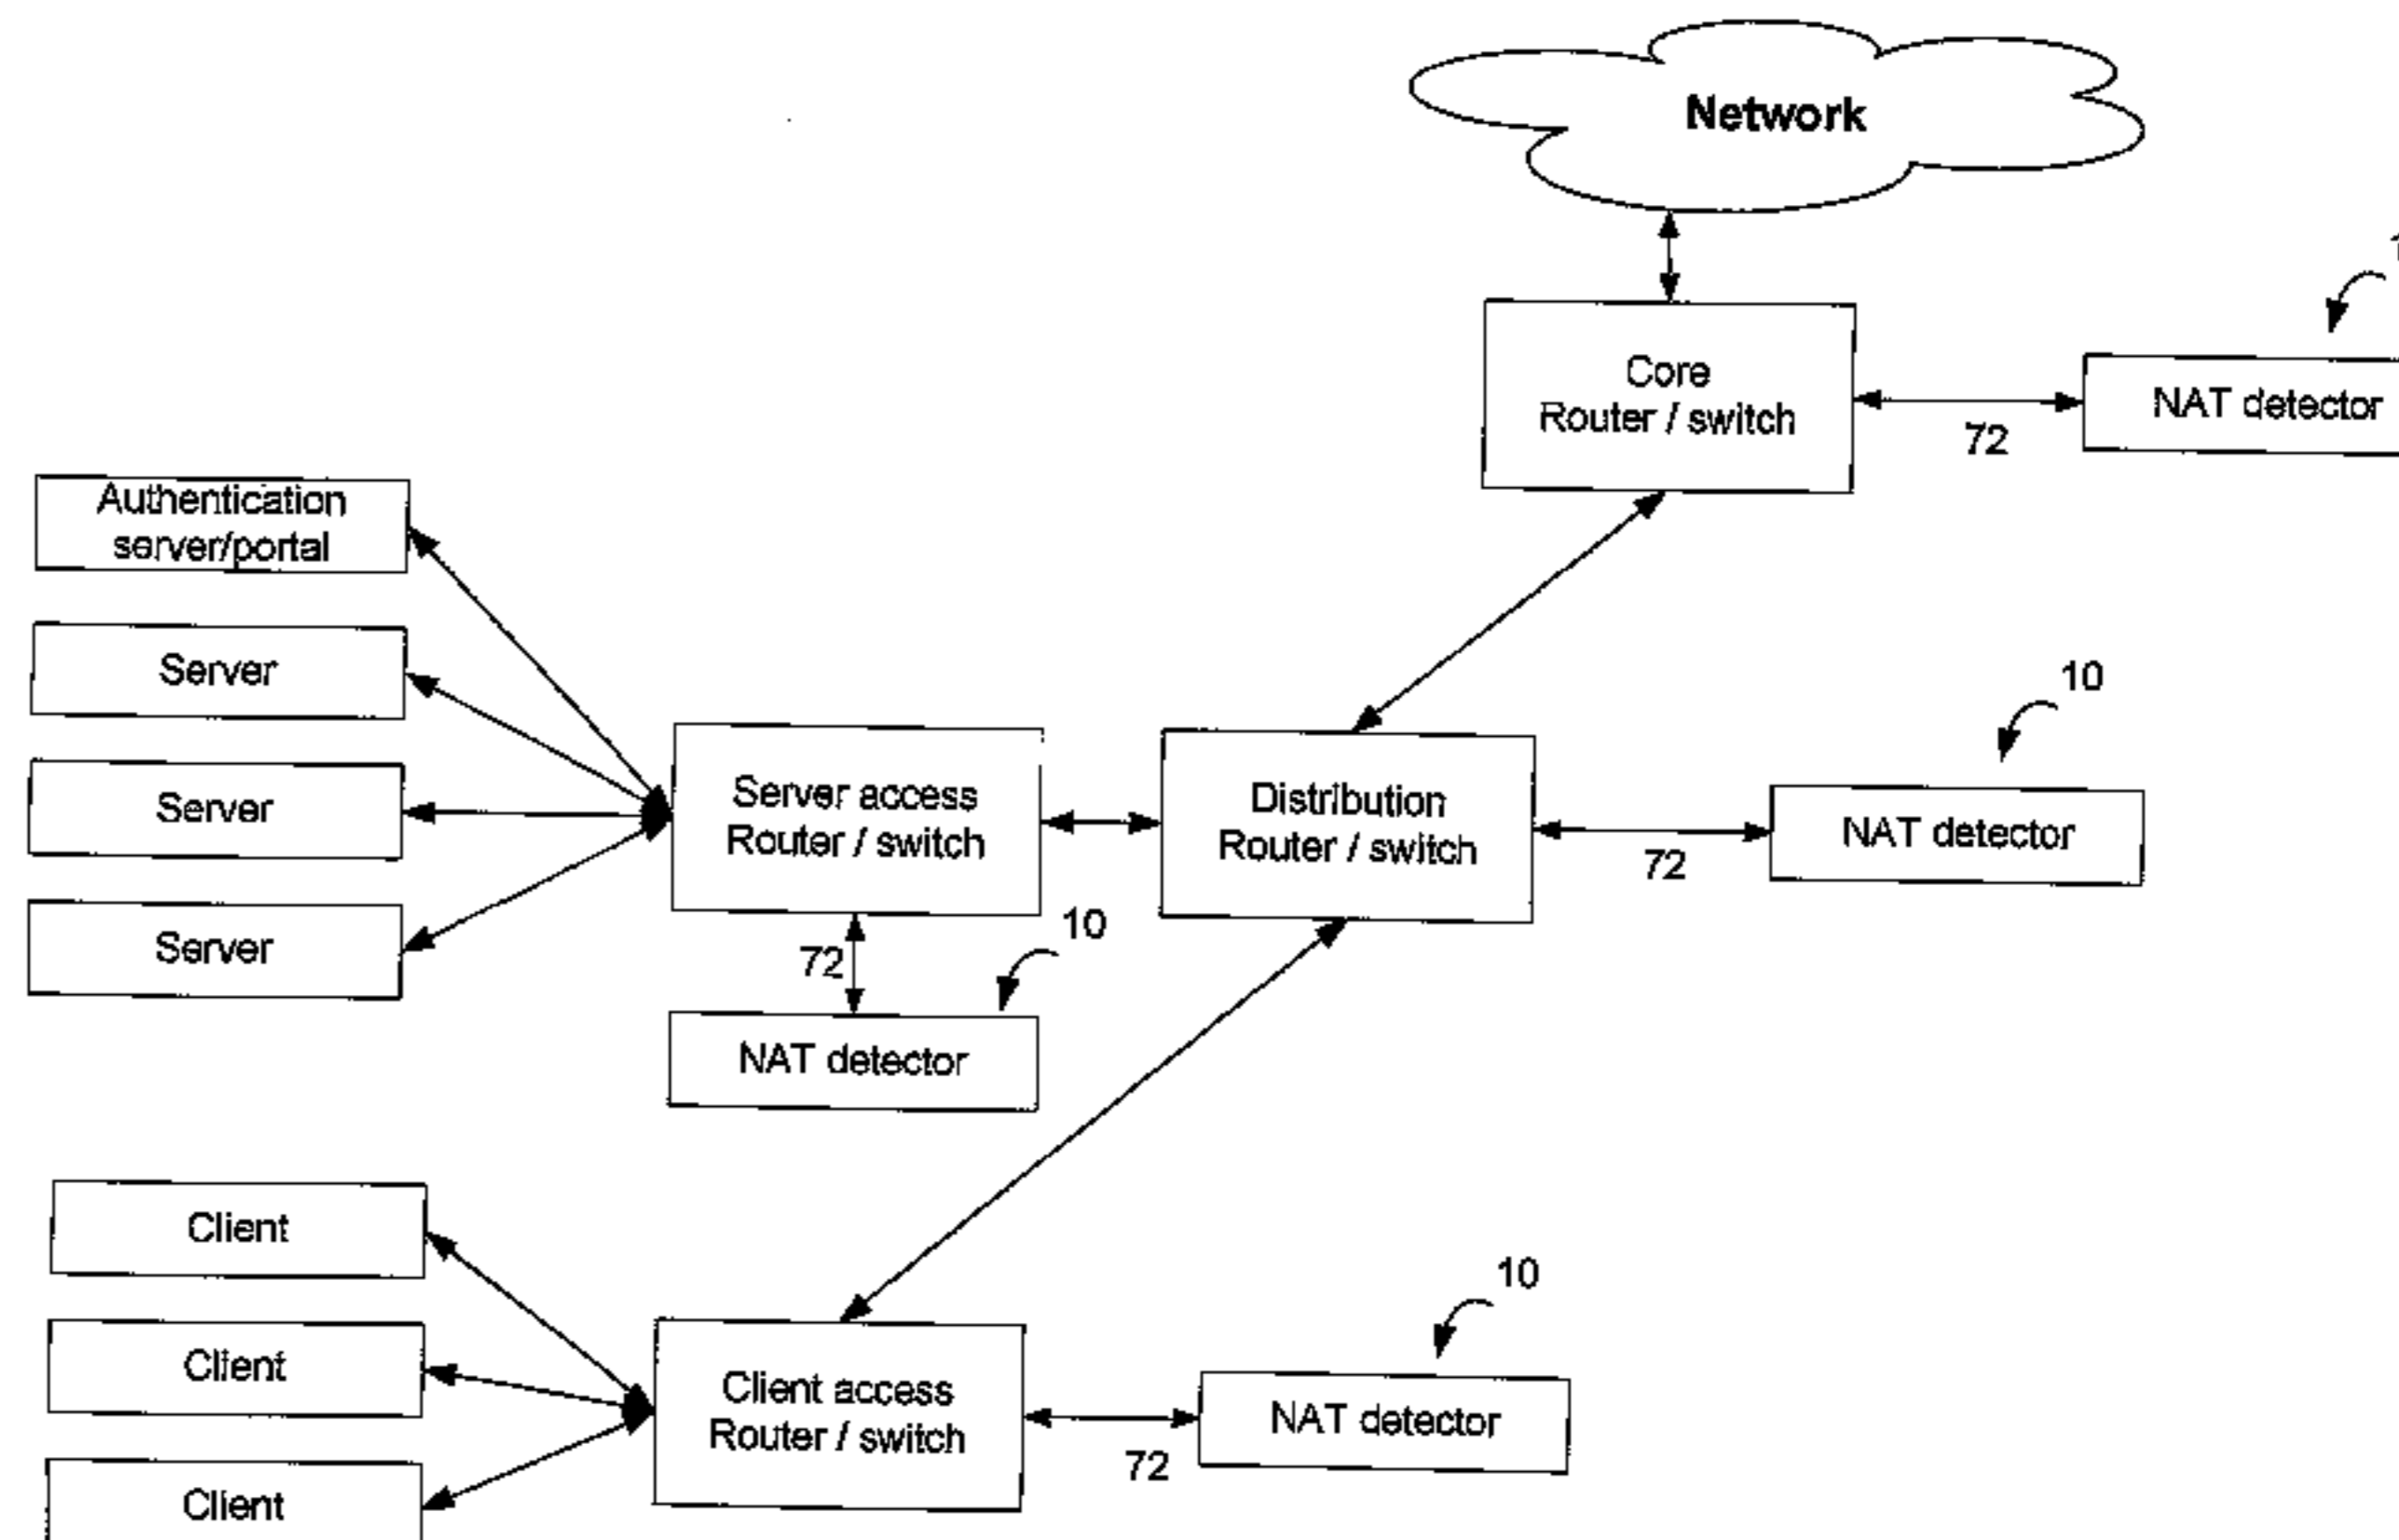 Network
Core
Router / switch
72
NAT detector
Authentication
server/portal
Server
Server
Server
Server access
Router / switch
Distribution
Router / switch
72
10
NAT detector
72
10
NAT detector
Client
Client
Client
Client access
Router / switch
72
10
NAT detector